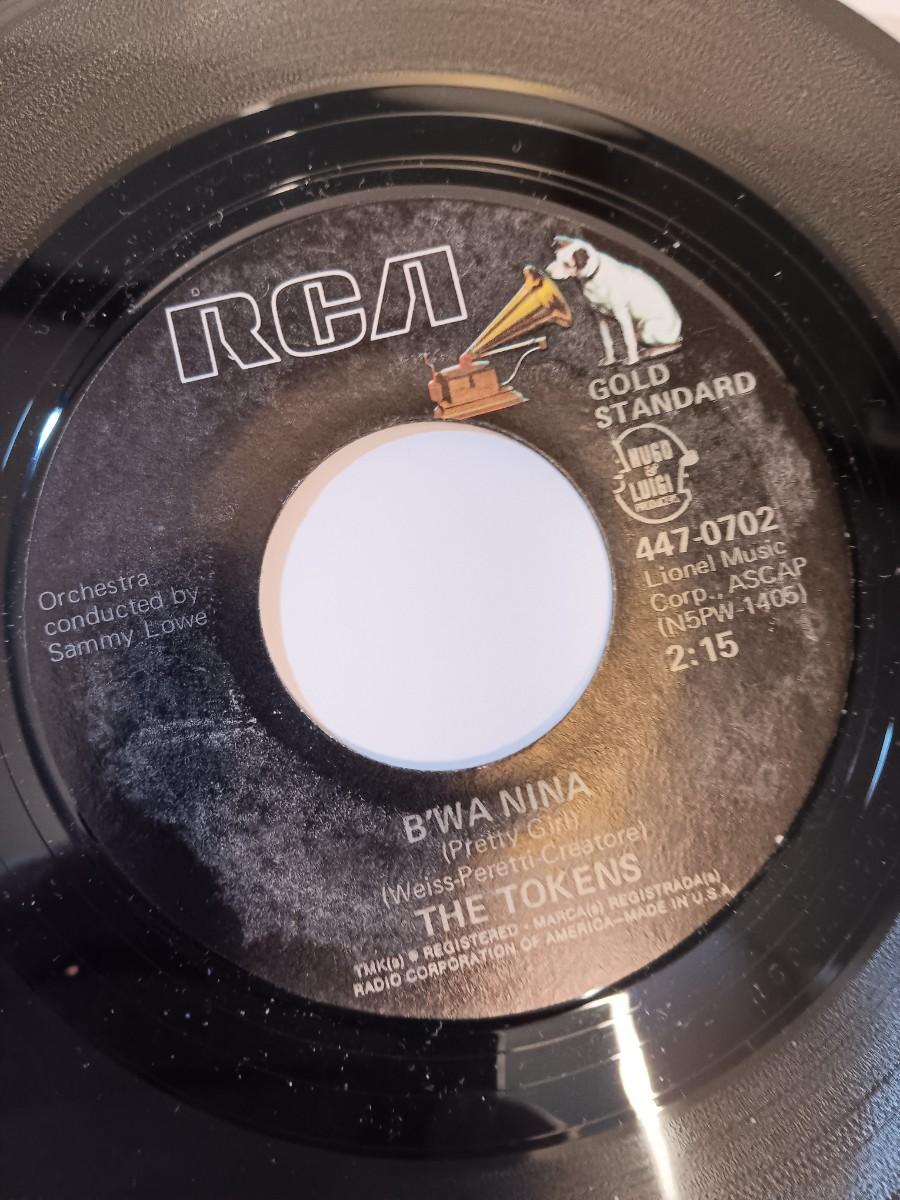 RCA
GOLD
STANDARD
HUGO
&
LUIGI
PRODUCERS
447-0702
Lionel Music
Corp., ASCAP
(N5PW-1405)
2:15
Orchestra
conducted by
Sammy Lowe
B'WA NINA
(Pretty Girl)
(Weiss-Peretti-Creatore)
THE TOKENS
TMK(s) ® REGISTERED • MARCA(s) REGISTRADA(s)
RADIO CORPORATION OF AMERICA—MADE IN U.S.A.